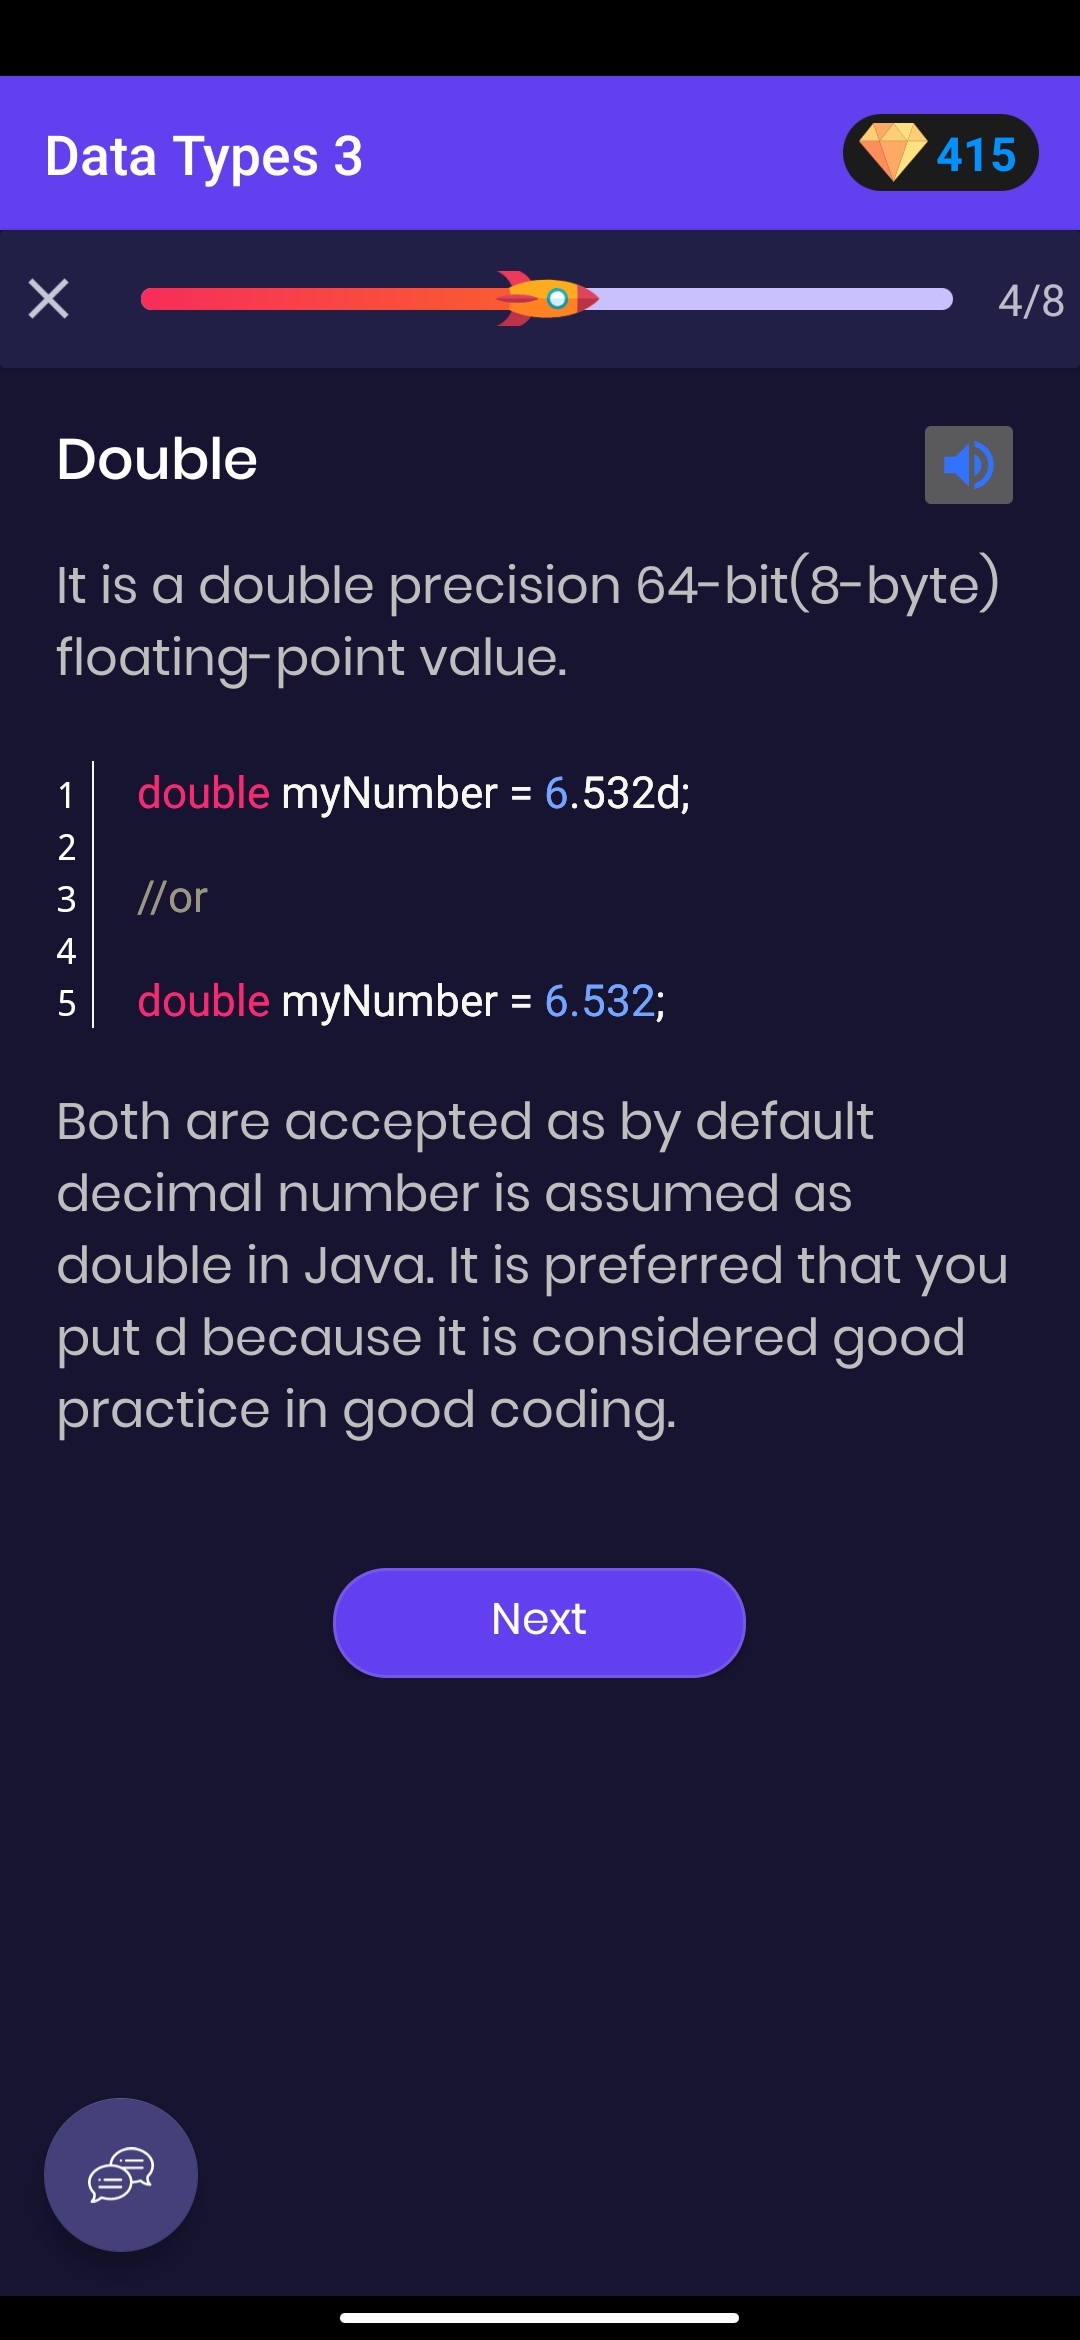 Data Types 3
415
4/8
Double
It is a double precision 64-bit(8-byte)
floating-point value.
1 double myNumber = 6.532d;
2
3 //or
4
5 double myNumber = 6.532;
Both are accepted as by default
decimal number is assumed as
double in Java. It is preferred that you
put d because it is considered good
practice in good coding.
Next